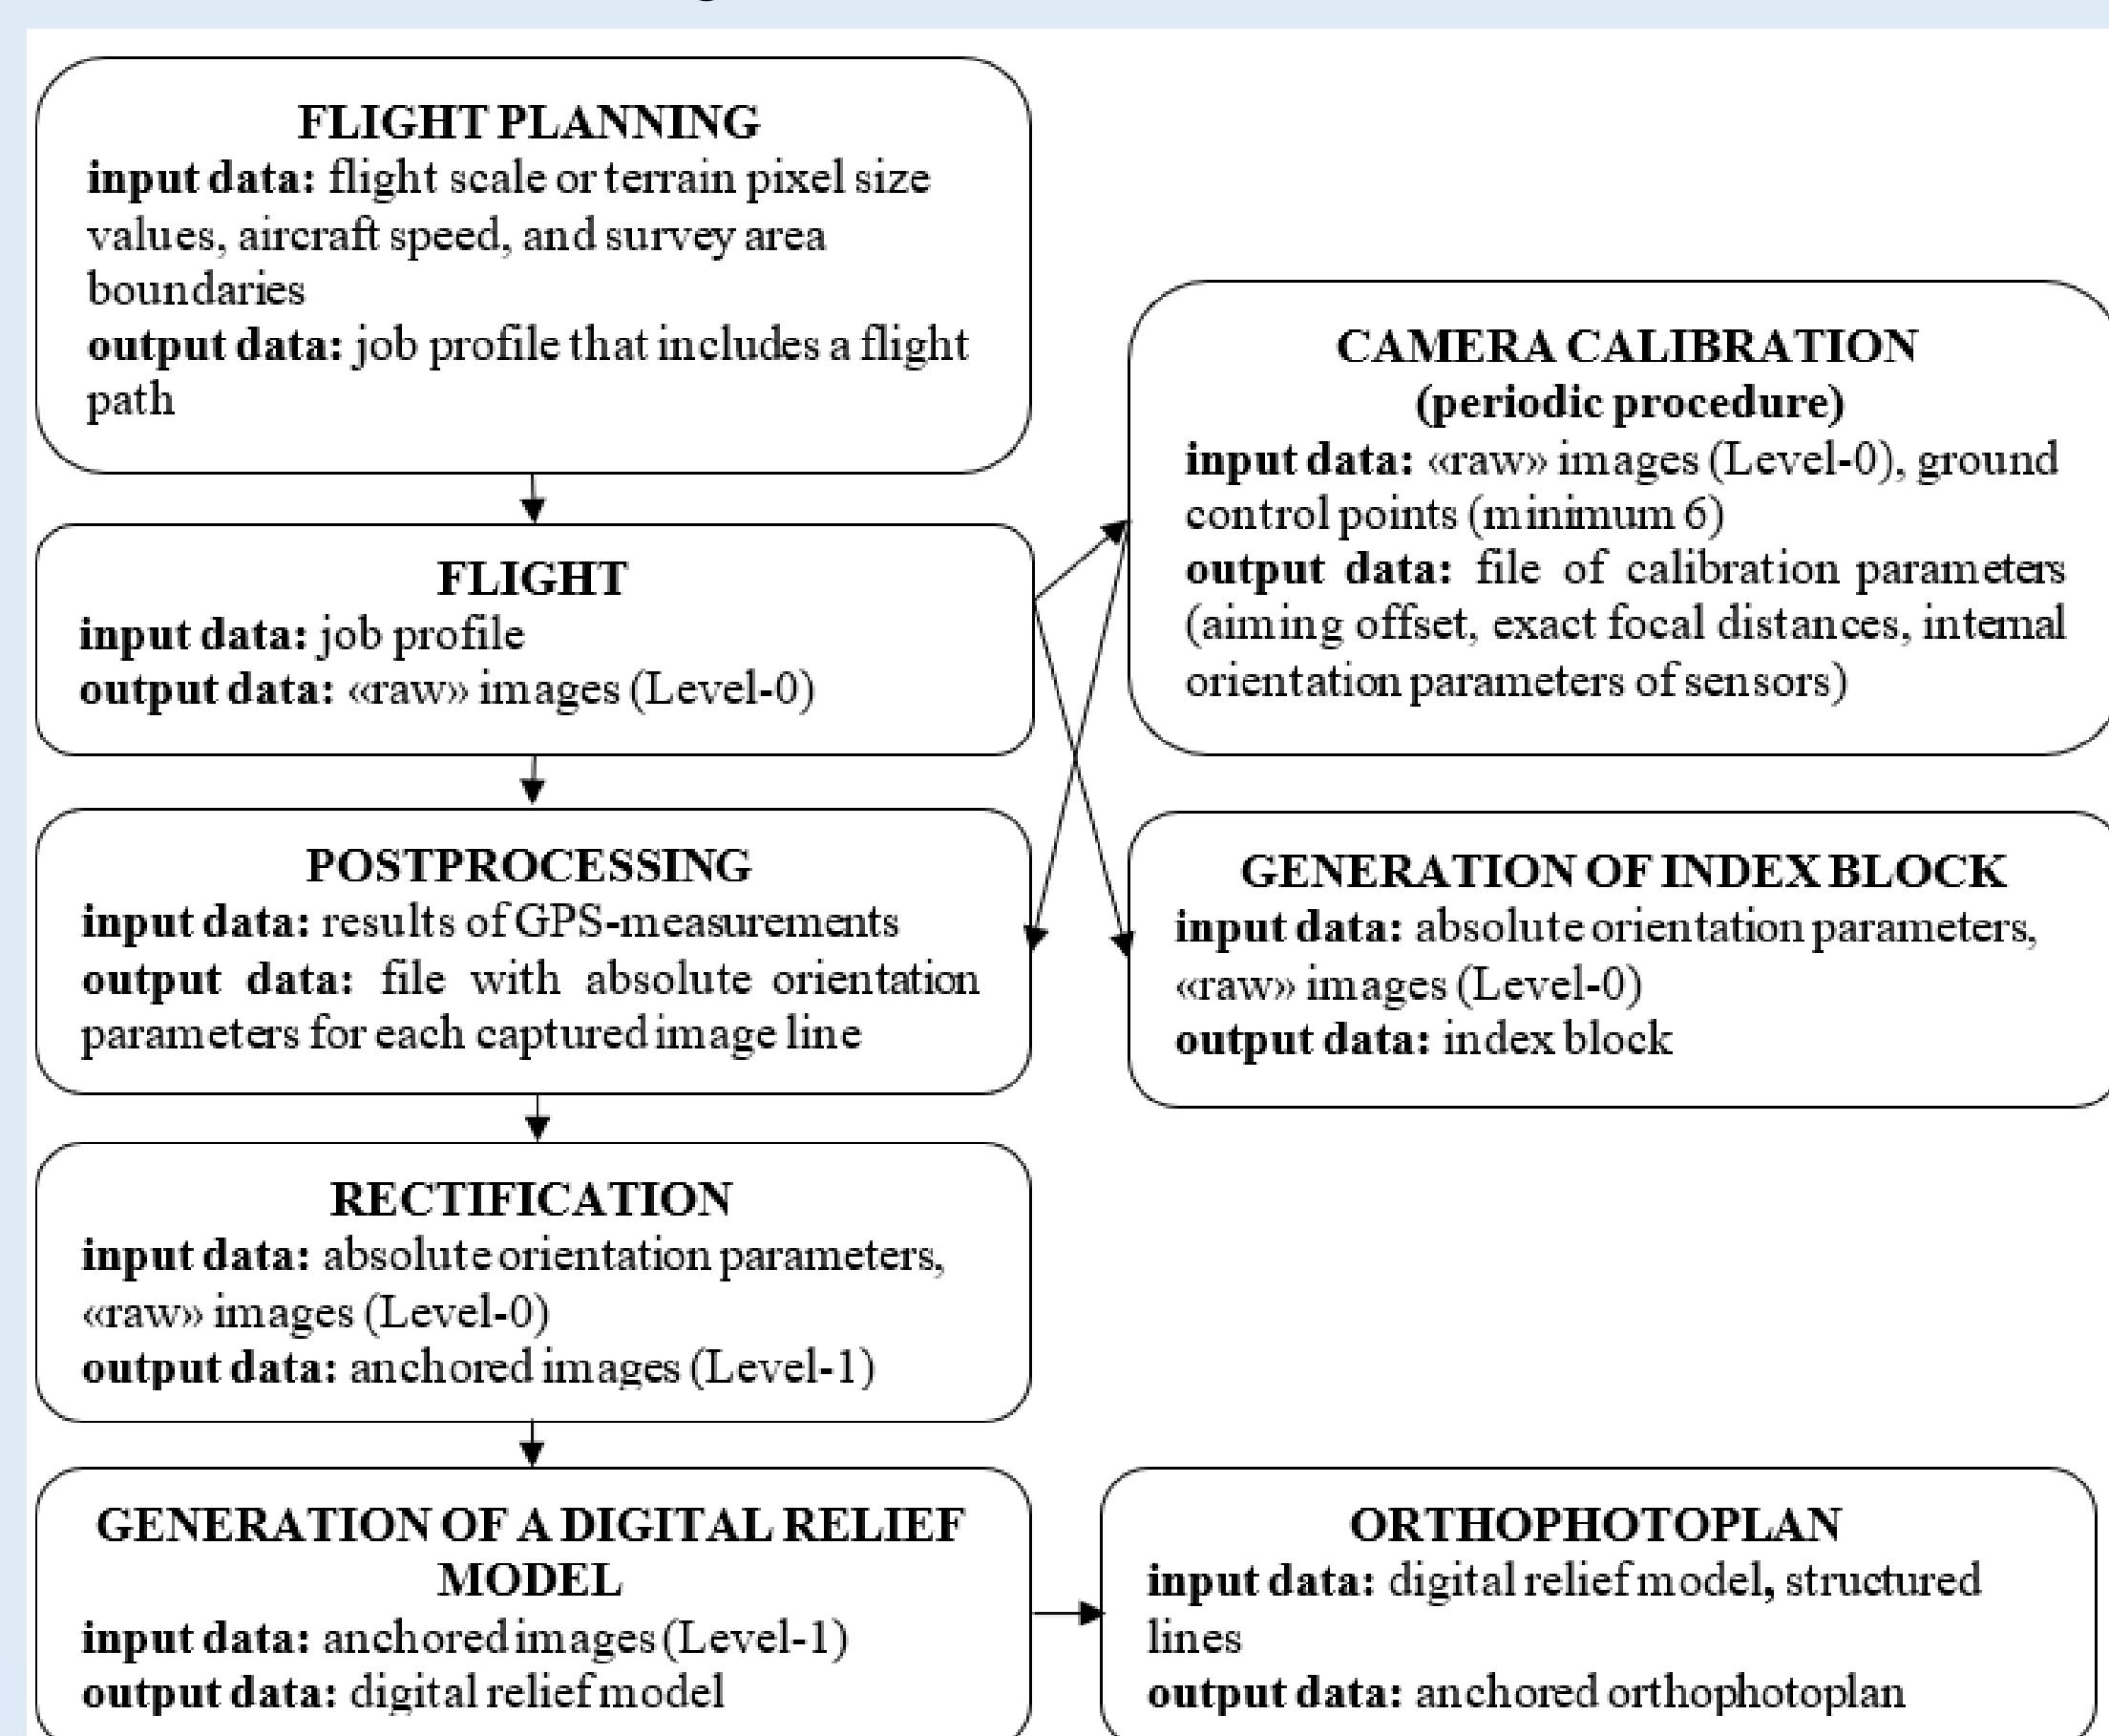 FLIGHT PLANNING
input data: flight scale or terrain pixel size
values, aircraft speed, and survey area
boundaries
output data: job profile that includes a flight
path
FLIGHT
input data: job profile
output data: «raw» images (Level-0)
CAMERA CALIBRATION
(periodic procedure)
input data: «raw» images (Level-0), ground
control points (minimum 6)
output data: file of calibration parameters
(aiming offset, exact focal distances, internal
orientation parameters of sensors)
POSTPROCESSING
input data: results of GPS-measurements
output data: file with absolute orientation
parameters for each captured image line
GENERATION OF INDEX BLOCK
input data: absolute orientation parameters,
«raw» images (Level-0)
output data: index block
RECTIFICATION
input data: absolute orientation parameters,
«raw» images (Level-0)
output data: anchored images (Level-1)
GENERATION OF A DIGITAL RELIEF
MODEL
input data: anchored images (Level-1)
output data: digital relief model
ORTHOPHOTOPLAN
input data: digital relief model, structured
lines
output data: anchored orthophotoplan